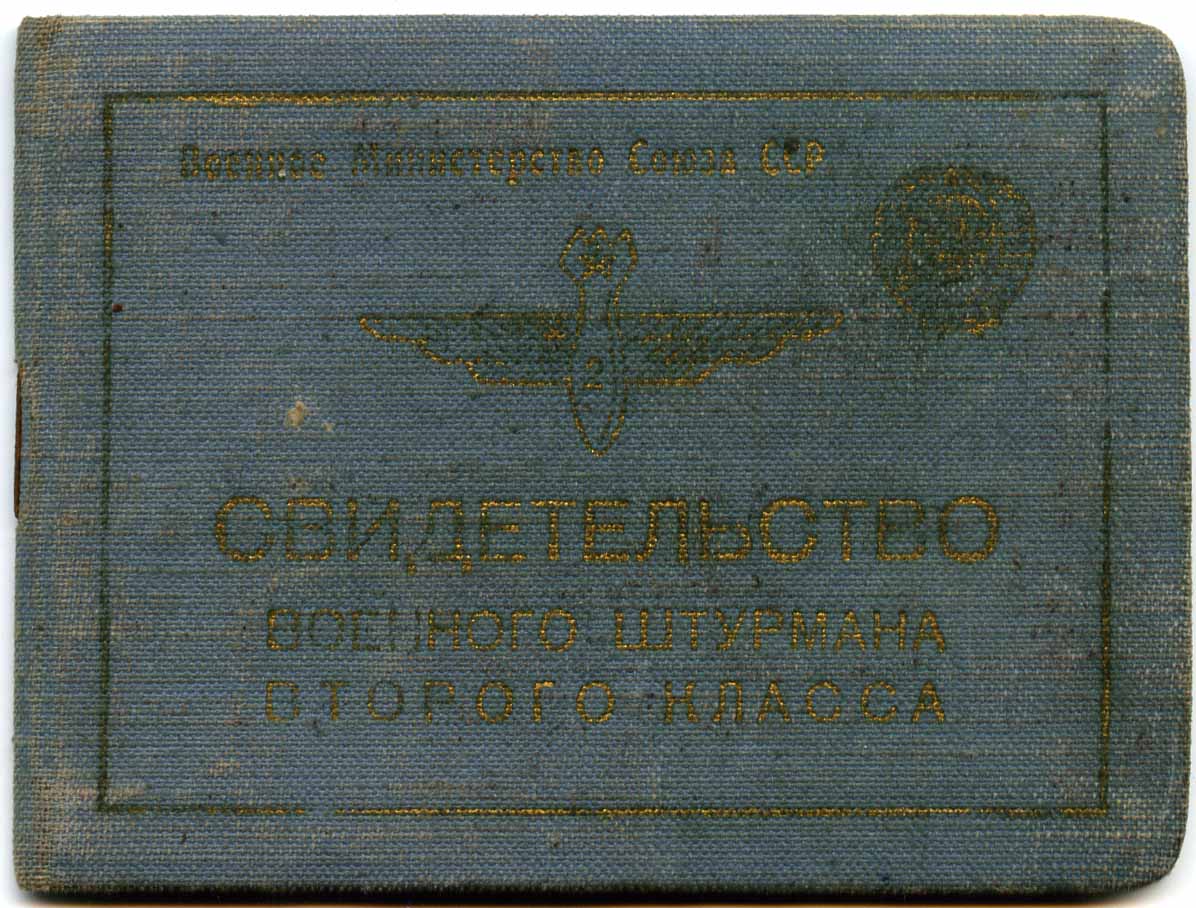 Военное Министерство Союза ССР
2
СВИДЕТЕЛЬСТВО
ВОЕННОГО ШТУРМАНА
ВТОРОГО КЛАССА